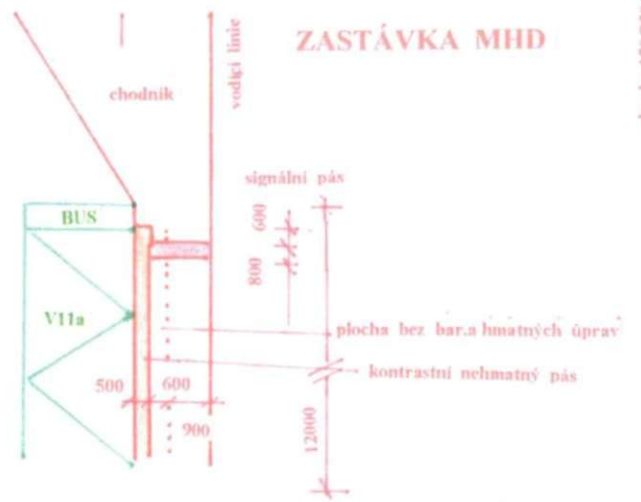 ZASTÁVKA MHD
vodící linie
chodník
signální pás
BUS
600
800
V11a
plocha bez bar.a hmatných úprav
kontrastní nehmatný pás
500
600
900
12000